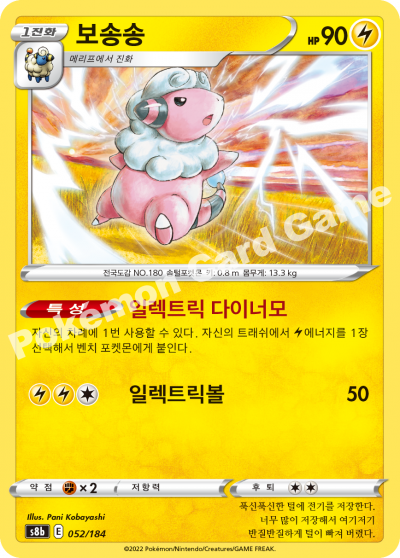 1진화
보송송
HP 90
메리프에서 진화
전국도감 NO.180 솜털포켓몬 키: 0.8 m 몸무게: 13.3 kg
특성 일렉트릭 다이너모
자신의 차례에 1번 사용할 수 있다. 자신의 트래쉬에서 에너지를 1장
선택해서 벤치 포켓몬에게 붙인다.
일렉트릭볼 50
약점 ×2 저항력 후퇴
Illus. Pani Kobayashi
s8b E 052/184
푹신푹신한 털에 전기를 저장한다.
너무 많이 저장해서 여기저기
반질반질하게 털이 빠져 버렸다.
©2022 Pokémon/Nintendo/Creatures/GAME FREAK.
Pokémon Card Game